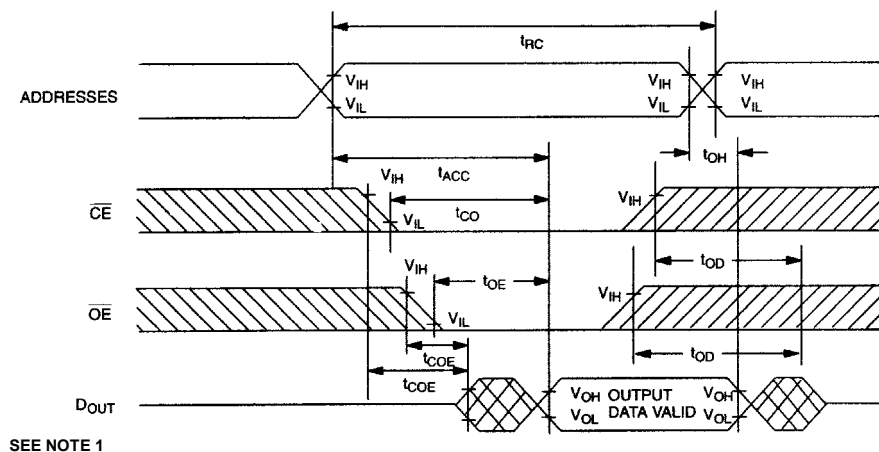 tRC
ADDRESSES
VIH
VIL
VIH
VIL
VIH
VIL
tOH
tACC
CE
VIH
VIL
tCO
VIH
tOD
OE
VIH
VIL
tOE
VIH
tOD
tCOE
tCOE
DOUT
VOH
VOL
OUTPUT
DATA VALID
VOH
VOL
SEE NOTE 1